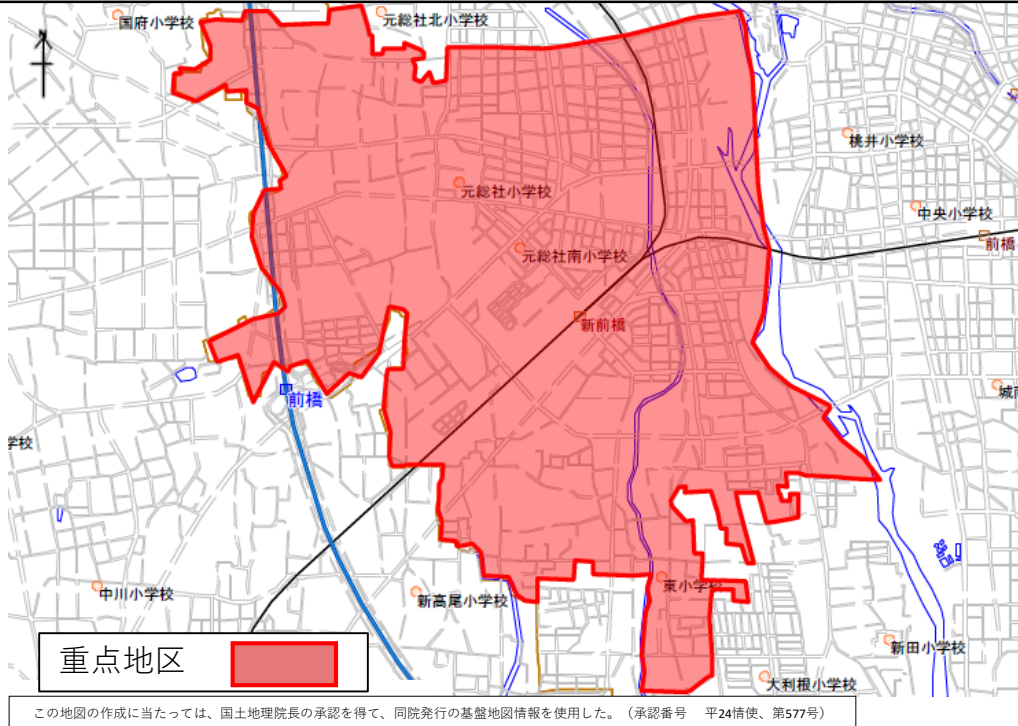 国府小学校
元総社北小学校
桃井小学校
元総社小学校
中央小学校
前橋
元総社南小学校
新前橋
前橋
城南
学校
中川小学校
新高尾小学校
東小学校
新田小学校
大利根小学校
重点地区
この地図の作成に当たっては、国土地理院長の承認を得て、同院発行の基盤地図情報を使用した。（承認番号　平24情使、第577号）